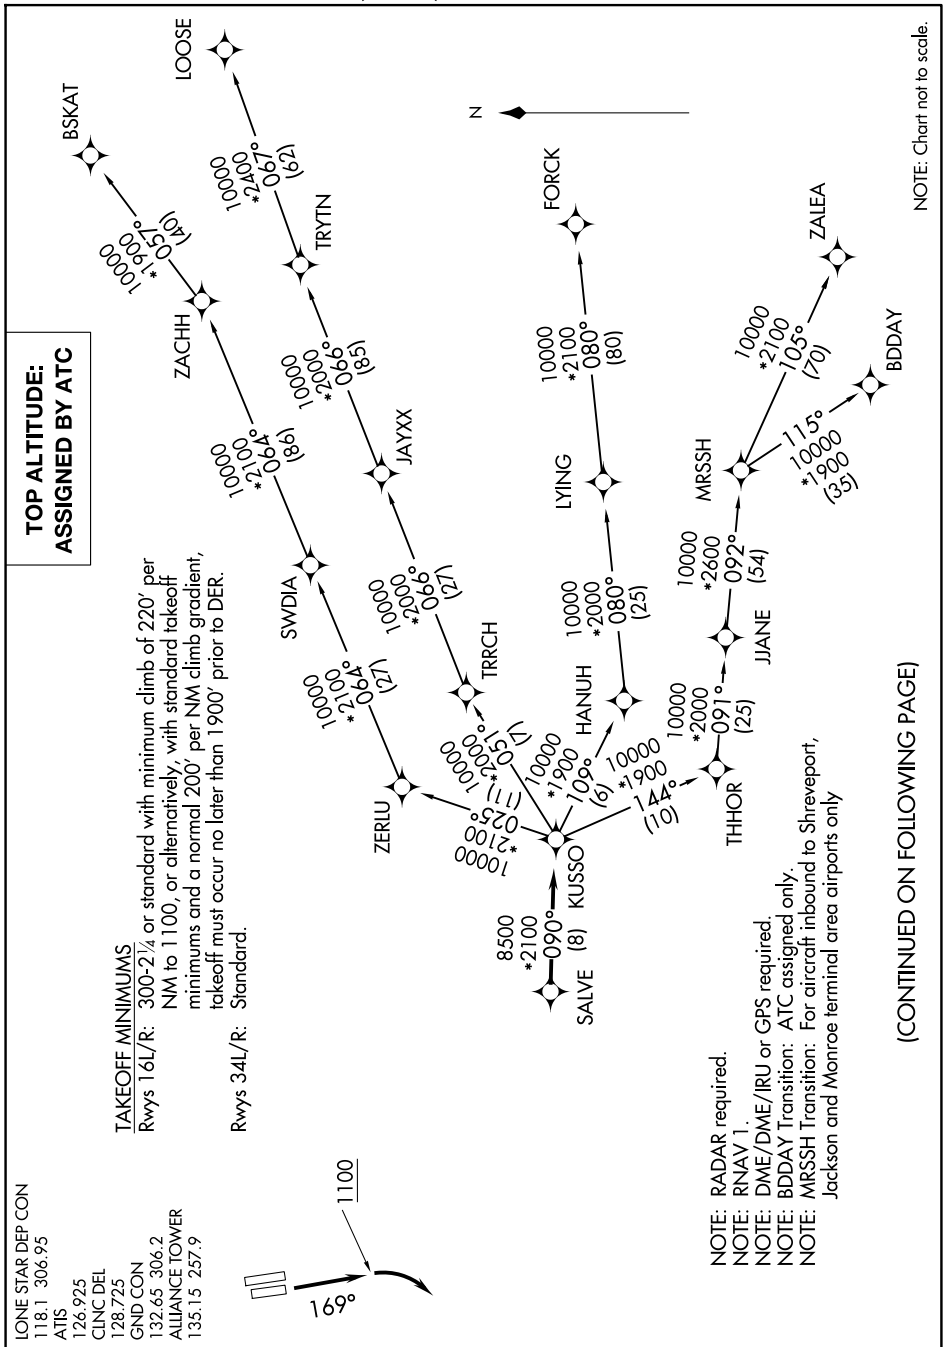 LONE STAR DEP CON
118.1 306.95
ATIS
126.925
CLNC DEL
128.725
GND CON
132.65 306.2
ALLIANCE TOWER
135.15 257.9
TAKEOFF MINIMUMS
Rwys 16L/R: 300-2¼ or standard with minimum climb of 220' per
NM to 1100, or alternatively, with standard takeoff
minimums and a normal 200' per NM climb gradient,
takeoff must occur no later than 1900' prior to DER.
Rwys 34L/R: Standard.
TOP ALTITUDE:
ASSIGNED BY ATC
1100
169°
SALVE
8500
*2100
090°
(8)
KUSSO
10000
*2100
025°
(11)
ZERLU
10000
*2100
064°
(27)
SWDIA
10000
*2100
064°
(86)
ZACHH
10000
*1900
057°
(40)
BSKAT
10000
*2000
051°
(7)
TRRCH
10000
*2000
066°
(27)
JAYXX
10000
*2000
066°
(85)
TRYTN
10000
*2400
067°
(62)
LOOSE
10000
*1900
109°
(6)
HANUH
10000
*2000
080°
(25)
LYING
10000
*2100
080°
(80)
FORCK
10000
*1900
144°
(10)
THHOR
10000
*2000
091°
(25)
JJANE
10000
*2600
092°
(54)
MRSSH
10000
*2100
105°
(70)
ZALEA
115°
10000
*1900
(35)
BDDAY
N
NOTE: RADAR required.
NOTE: RNAV 1.
NOTE: DME/DME/IRU or GPS required.
NOTE: BDDAY Transition: ATC assigned only.
NOTE: MRSSH Transition: For aircraft inbound to Shreveport,
Jackson and Monroe terminal area airports only
NOTE: Chart not to scale.
(CONTINUED ON FOLLOWING PAGE)